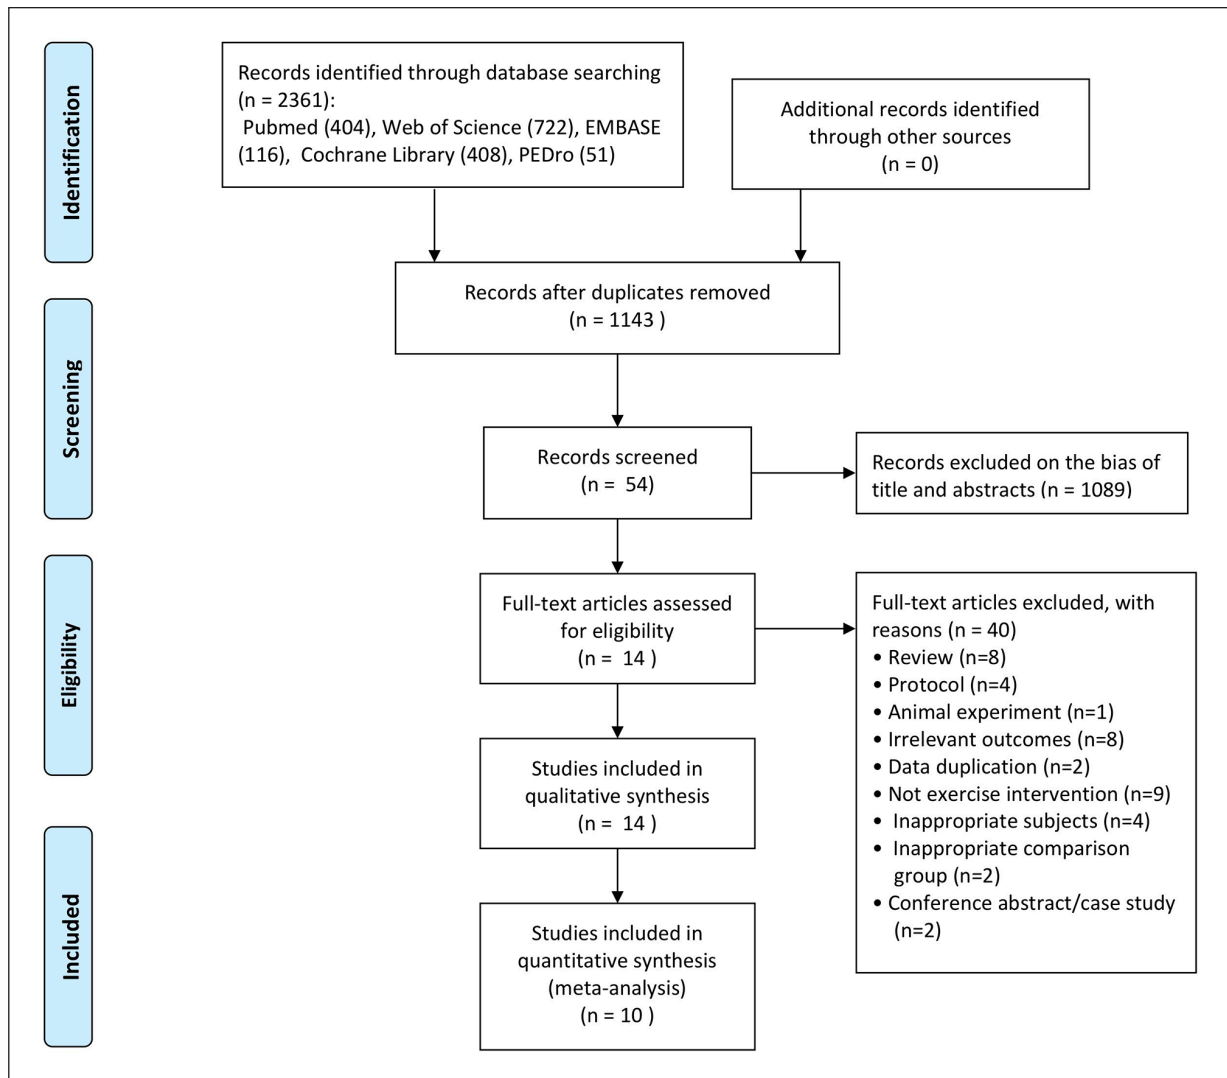 Identification
Records identified through database searching
(n = 2361):
Pubmed (404), Web of Science (722), EMBASE
(116), Cochrane Library (408), PEDro (51)
Additional records identified
through other sources
(n = 0)
Records after duplicates removed
(n = 1143 )
Screening
Records screened
(n = 54)
Records excluded on the bias of
title and abstracts (n = 1089)
Eligibility
Full-text articles assessed
for eligibility
(n = 14 )
Full-text articles excluded, with
reasons (n = 40)
• Review (n=8)
• Protocol (n=4)
• Animal experiment (n=1)
• Irrelevant outcomes (n=8)
• Data duplication (n=2)
• Not exercise intervention (n=9)
• Inappropriate subjects (n=4)
• Inappropriate comparison
group (n=2)
• Conference abstract/case study
(n=2)
Studies included in
qualitative synthesis
(n = 14 )
Included
Studies included in
quantitative synthesis
(meta-analysis)
(n = 10 )